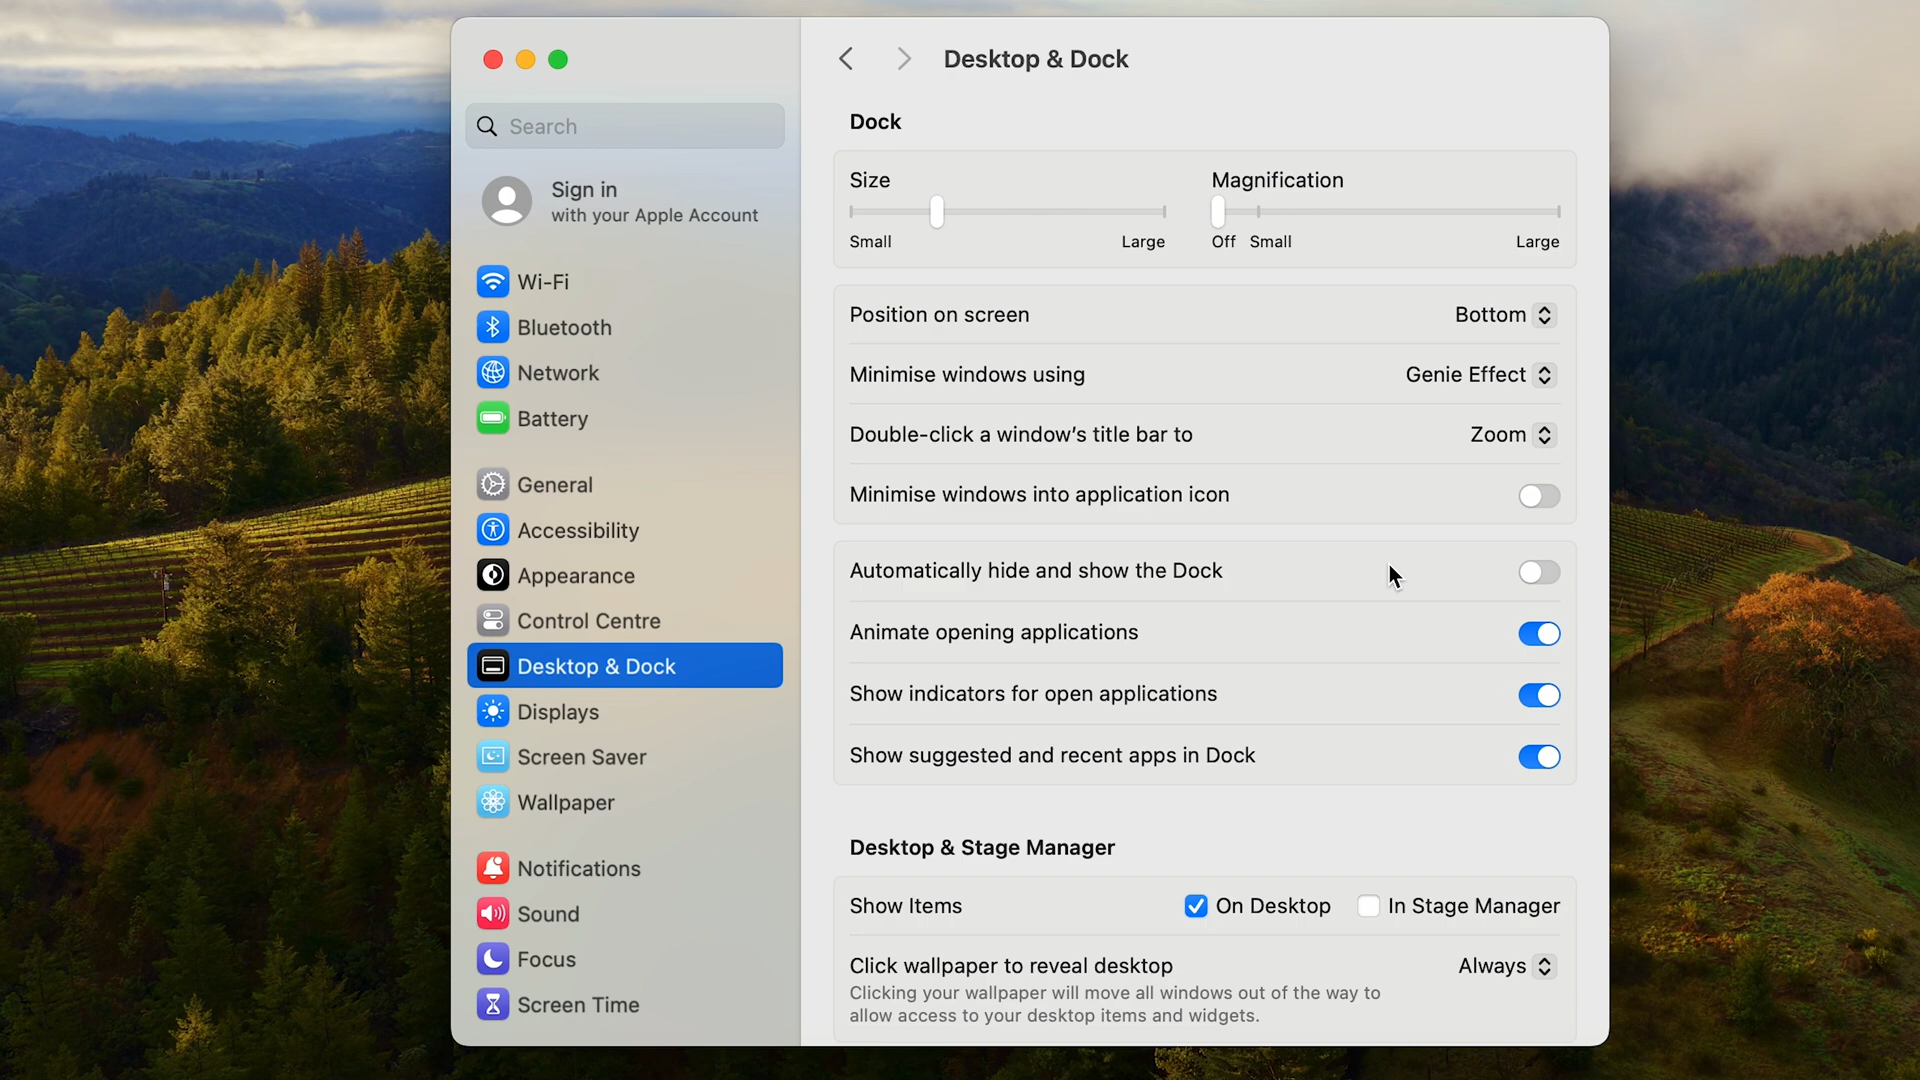 Search
Sign in
with your Apple Account
Wi-Fi
Bluetooth
Network
Battery
General
Accessibility
Appearance
Control Centre
Desktop & Dock
Displays
Screen Saver
Wallpaper
Notifications
Sound
Focus
Screen Time
Desktop & Dock
Dock
Size
Magnification
Small
Large
Off
Small
Large
Position on screen
Bottom
Minimise windows using
Genie Effect
Double-click a window's title bar to
Zoom
Minimise windows into application icon
Automatically hide and show the Dock
Animate opening applications
Show indicators for open applications
Show suggested and recent apps in Dock
Desktop & Stage Manager
Show Items
On Desktop
In Stage Manager
Click wallpaper to reveal desktop
Always
Clicking your wallpaper will move all windows out of the way to
allow access to your desktop items and widgets.